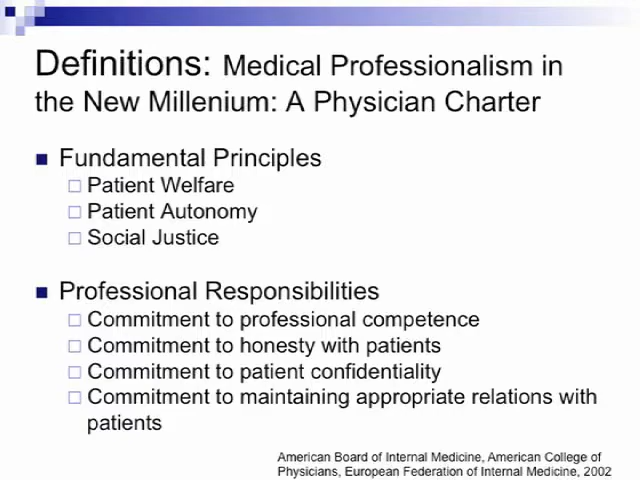 Definitions: Medical Professionalism in
the New Millenium: A Physician Charter
Fundamental Principles
Patient Welfare
Patient Autonomy
Social Justice
Professional Responsibilities
Commitment to professional competence
Commitment to honesty with patients
Commitment to patient confidentiality
Commitment to maintaining appropriate relations with
patients
American Board of Internal Medicine, American College of
Physicians, European Federation of Internal Medicine, 2002